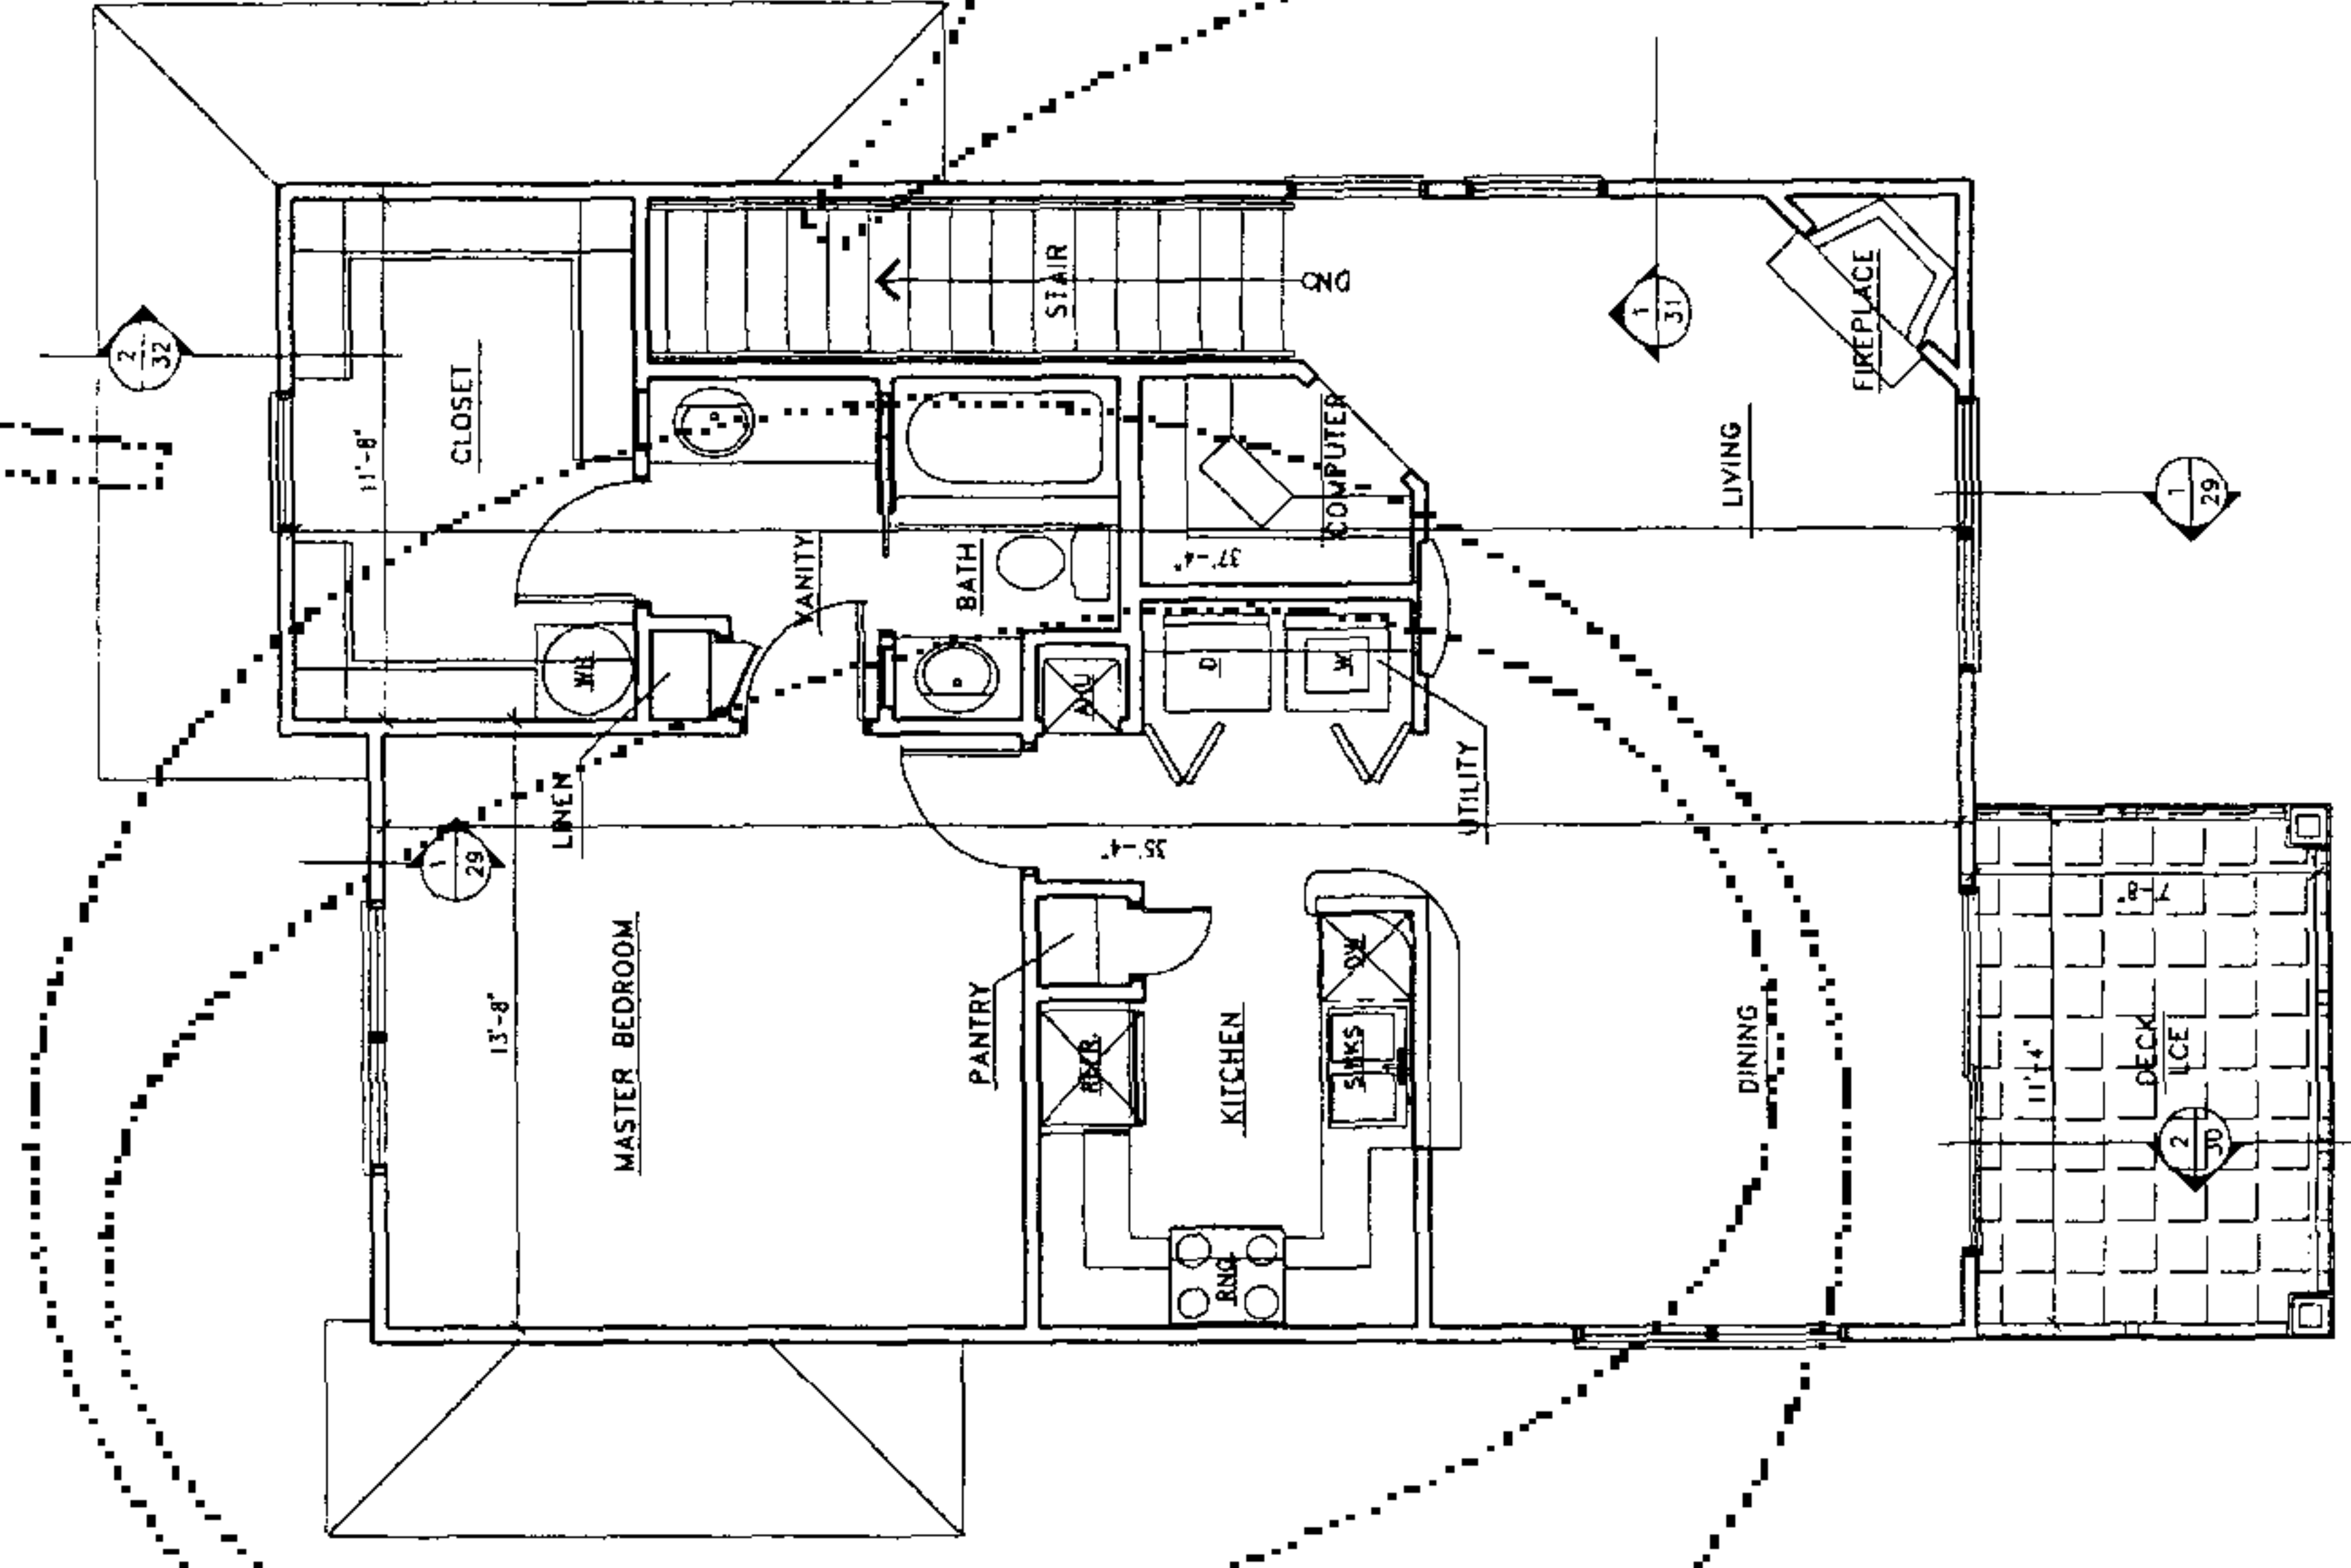 2
32
CLOSET
11'-8"
STAIR
DN
1
31
FIREPLACE
COMPUTER
LIVING
1
29
VANITY
BATH
37'-4"
WH
D
W
LINEN
UTILITY
1
29
35'-4"
7'-8"
MASTER BEDROOM
13'-8"
PANTRY
DW
REFR.
KITCHEN
SINKS
DINING
11'-4"
DECK
2
30
RNG